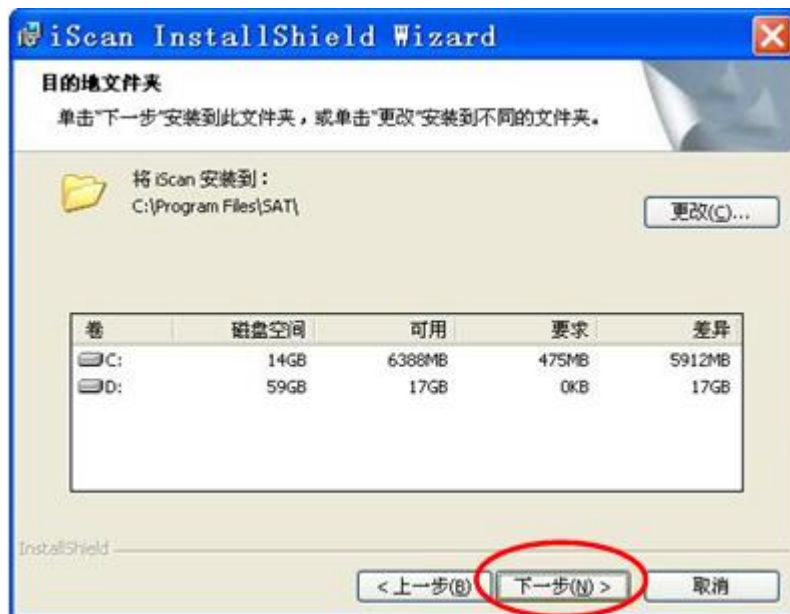 iScan InstallShield Wizard
目的地文件夹
单击"下一步"安装到此文件夹，或单击"更改"安装到不同的文件夹。
将 iScan 安装到：
C:\Program Files\SAT\
更改(C)...
卷 磁盘空间 可用 要求 差异
C: 14GB 6388MB 475MB 5912MB
D: 59GB 17GB 0KB 17GB
InstallShield
< 上一步(B) 下一步(N) > 取消